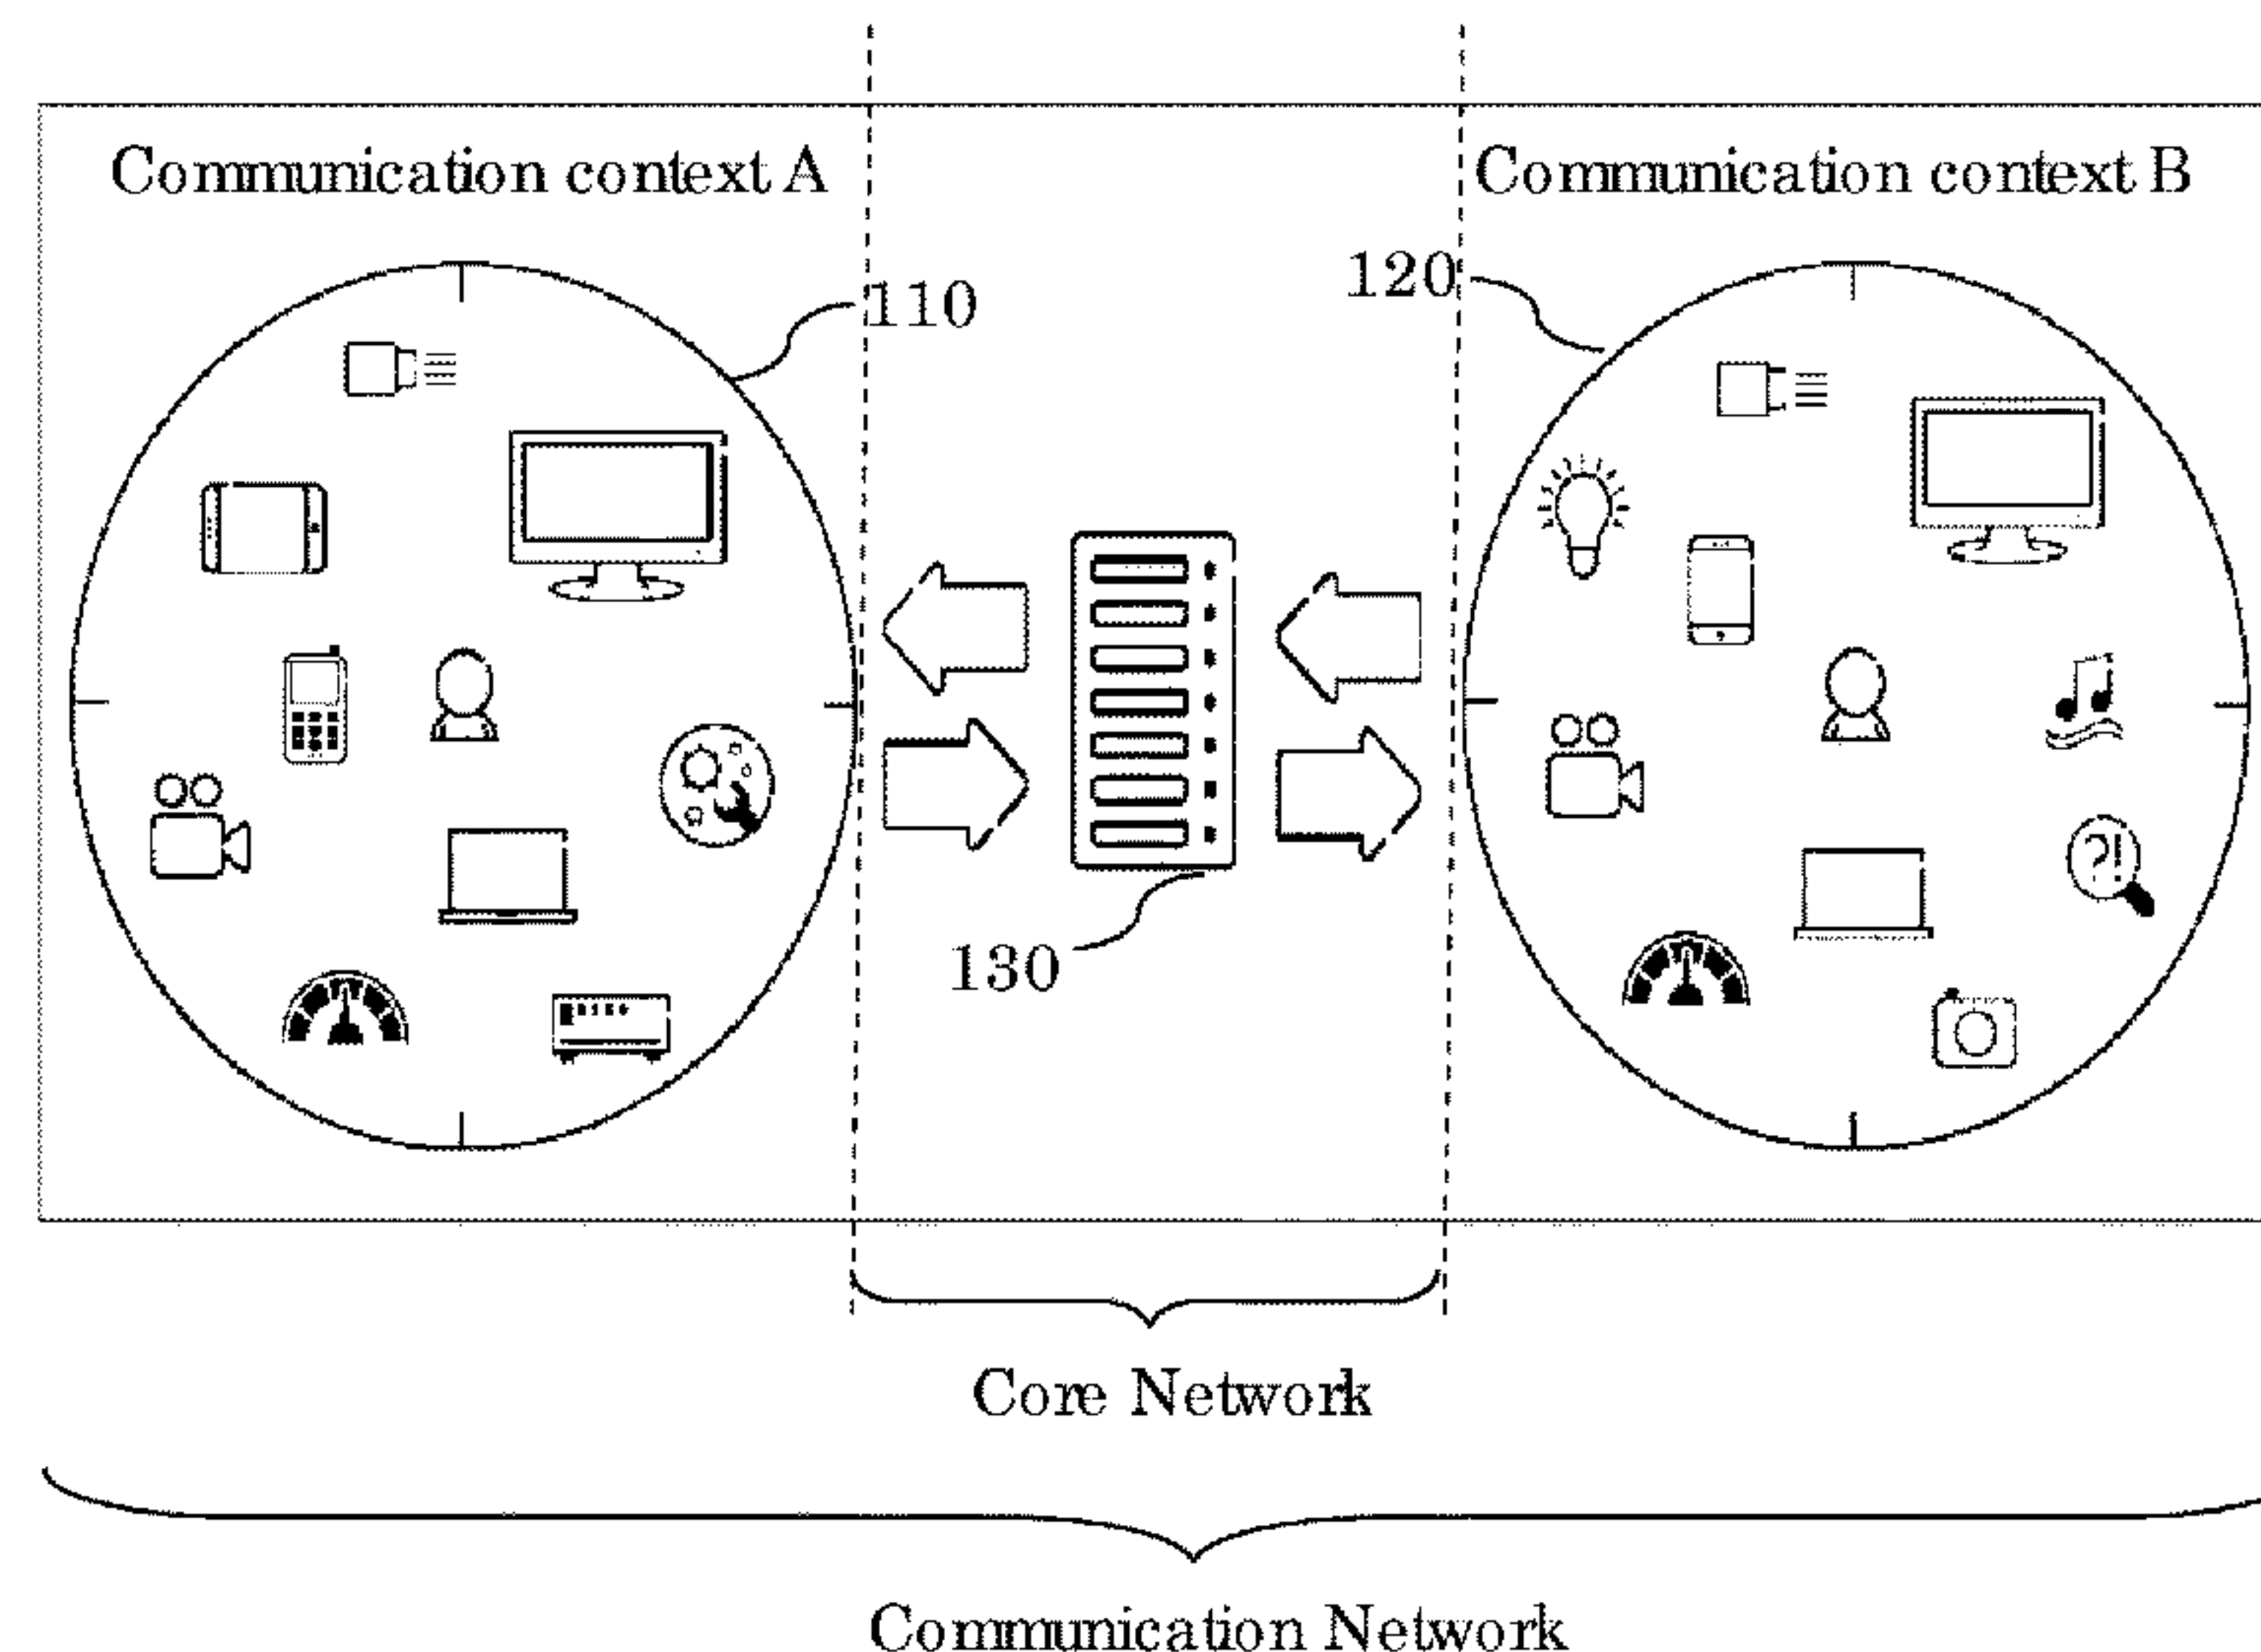 Communication context A
Communication context B
110
120
?!
130
Core Network
Communication Network